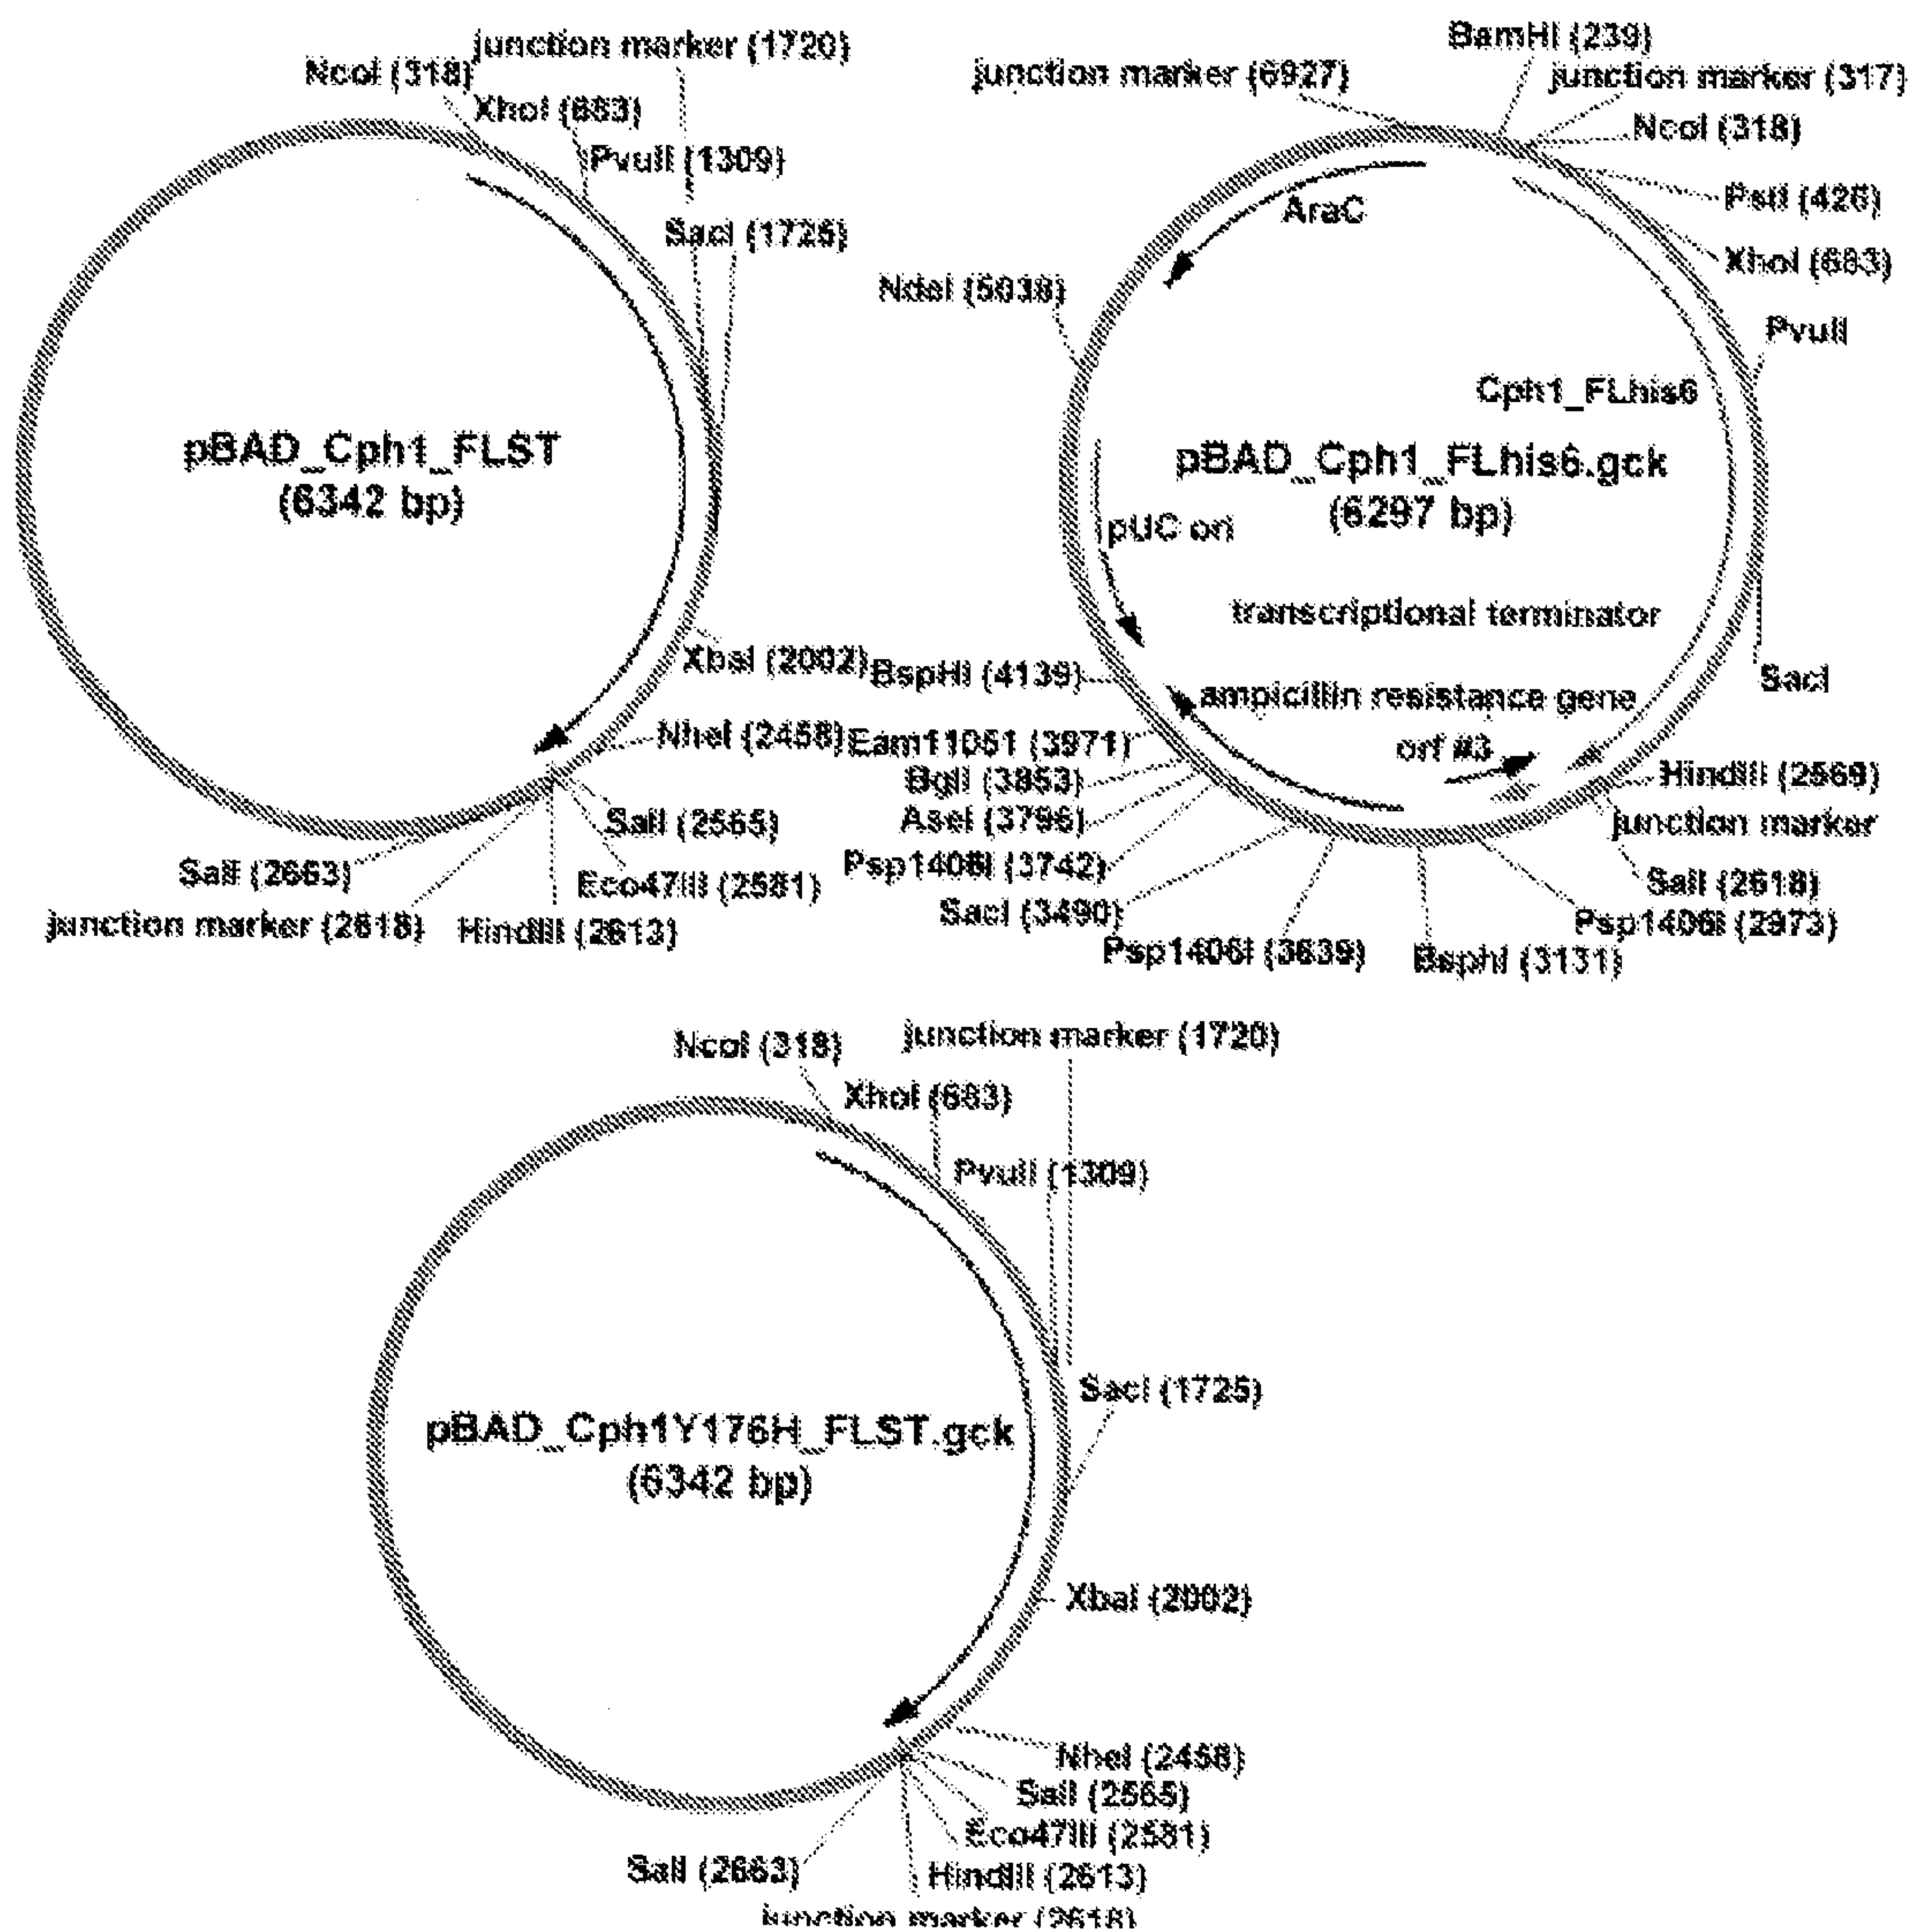 junction marker (1720)
NcoI (318)
XhoI (683)
PvuII (1309)
SacI (1725)
pBAD_Cph1_FLST
(6342 bp)
XbaI (2002)
NheI (2458)
SalI (2565)
Eco47III (2581)
HindIII (2613)
junction marker (2618)
SalI (2663)
BamHI (239)
junction marker (6927)
junction marker (317)
NcoI (318)
PstI (426)
XhoI (683)
PvuII
AraC
NdeI (5038)
Cph1_FLhis6
pBAD_Cph1_FLhis6.gck
(6297 bp)
pUC ori
transcriptional terminator
SacI
BspHI (4139)
ampicillin resistance gene
orf #3
Eam11051 (3971)
BglI (3853)
AseI (3796)
Psp1406I (3742)
SacI (3490)
Psp1406I (3639)
BsphI (3131)
Psp1406I (2973)
SalI (2618)
junction marker
HindIII (2569)
NcoI (318)
junction marker (1720)
XhoI (683)
PvuII (1309)
SacI (1725)
pBAD_Cph1Y176H_FLST.gck
(6342 bp)
XbaI (2002)
NheI (2458)
SalI (2565)
Eco47III (2581)
SalI (2663)
HindIII (2613)
junction marker (2618)